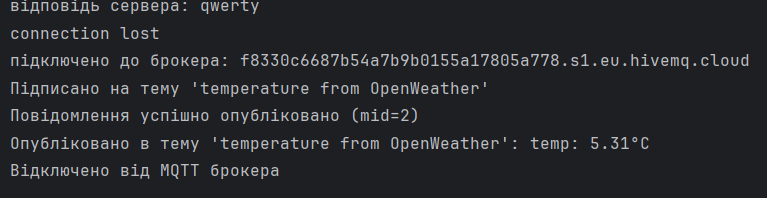 відповідь сервера: qwerty
connection lost
підключено до брокера: f8330c6687b54a7b9b0155a17805a778.s1.eu.hivemq.cloud
Підписано на тему 'temperature from OpenWeather'
Повідомлення успішно опубліковано (mid=2)
Опубліковано в тему 'temperature from OpenWeather': temp: 5.31°C
Відключено від MQTT брокера